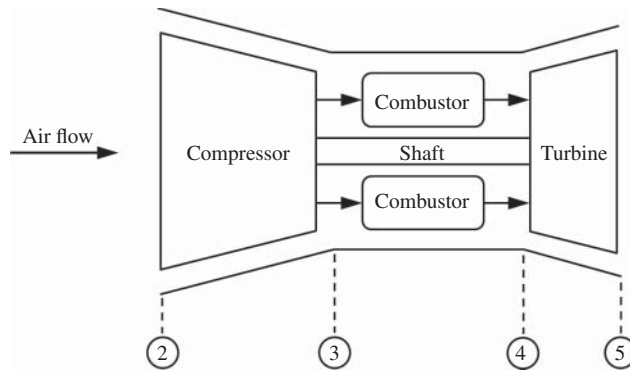 Combustor
Air flow
Compressor
Shaft
Turbine
Combustor
2
3
4
5